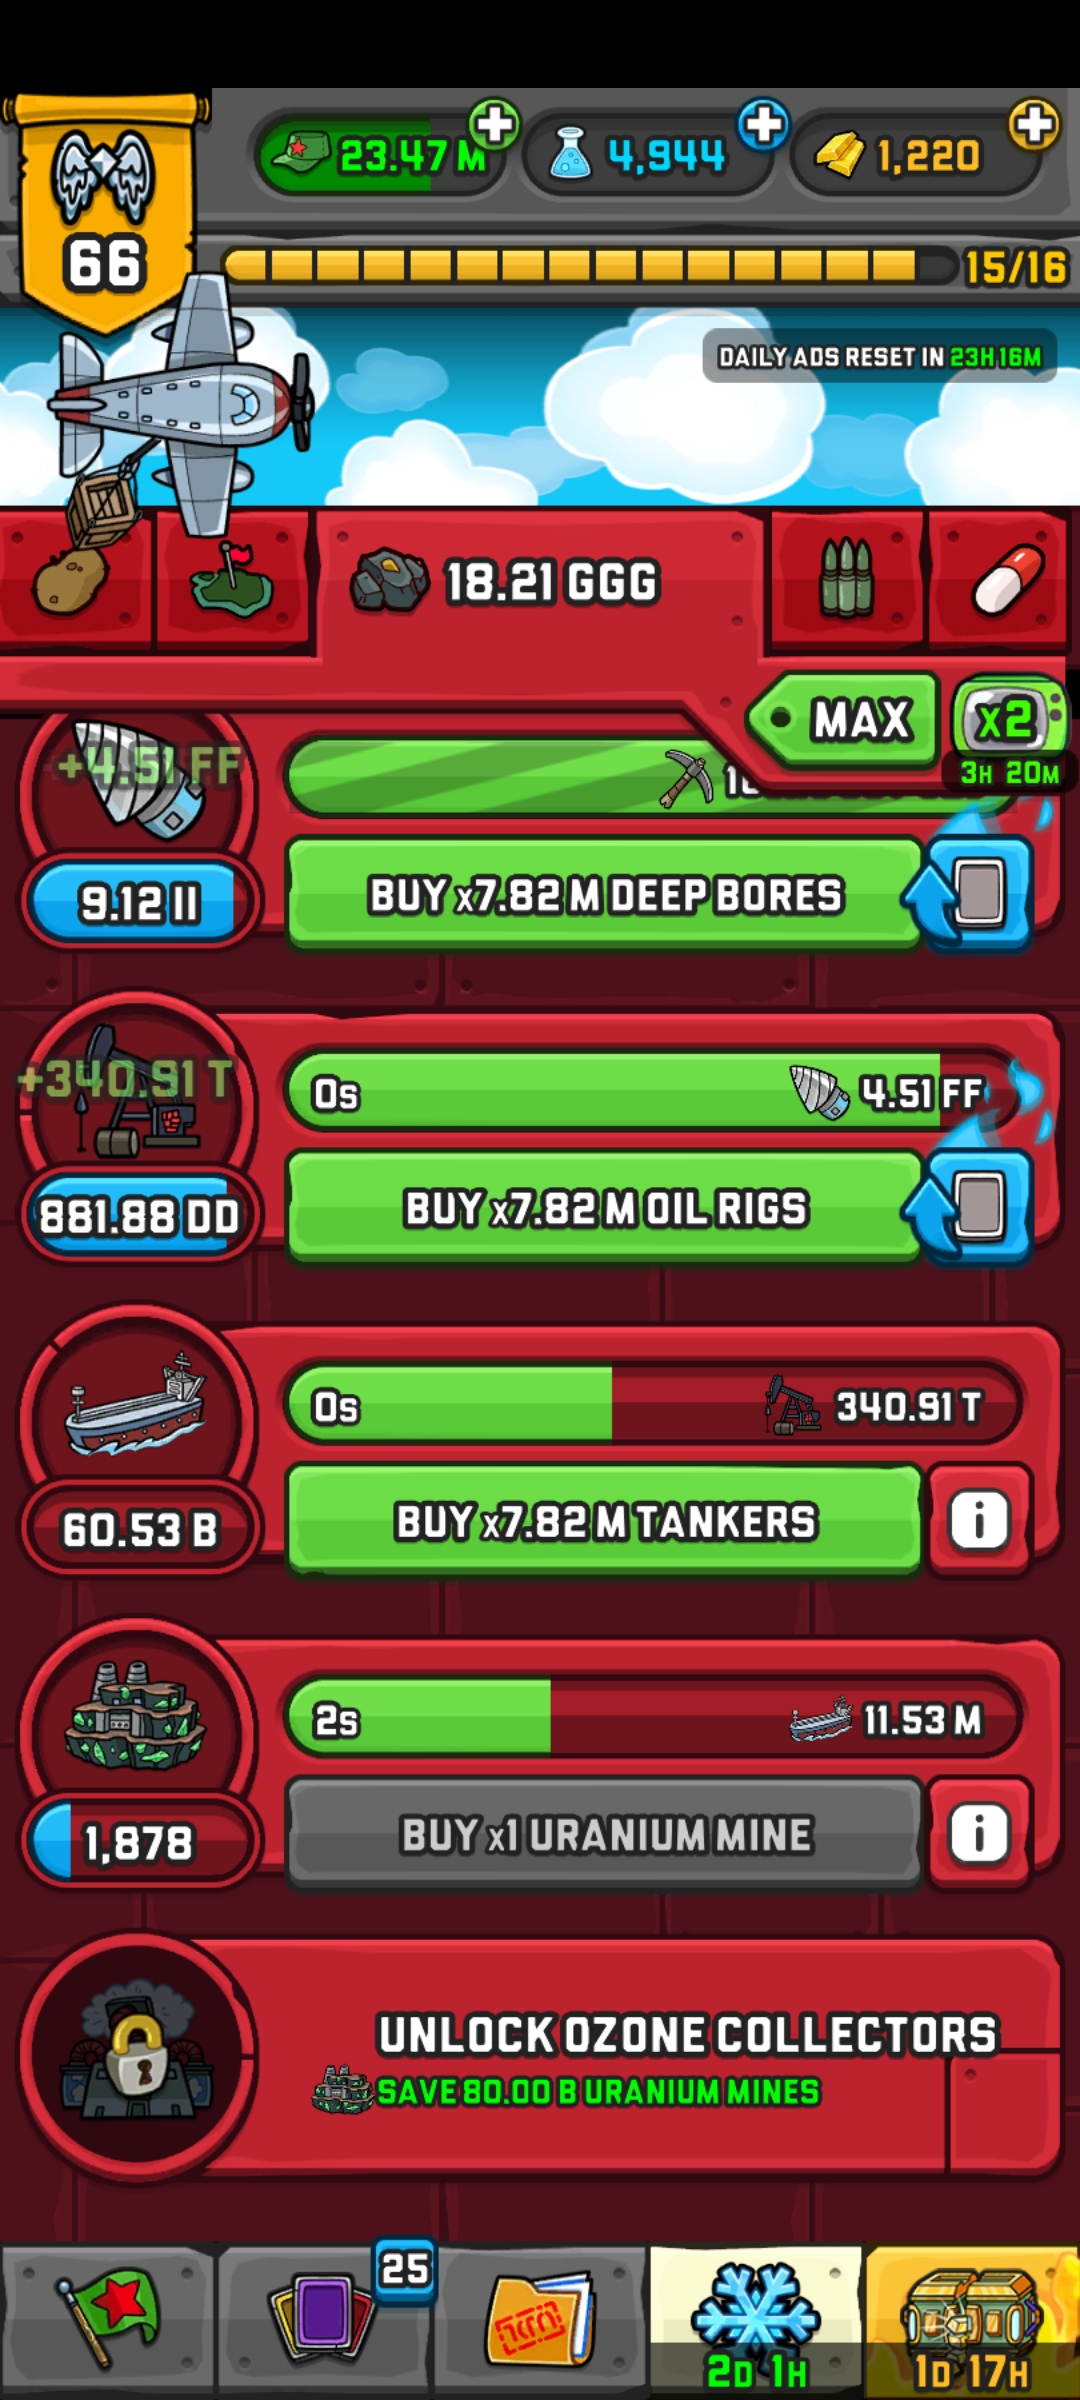 23.47 M
4,944
1,220
66
15/16
DAILY ADS RESET IN 23H 16M
18.21 GGG
MAX
x2
3H 20M
+4.51 FF
9.12 II
BUY x7.82 M DEEP BORES
+340.91 T
0s
4.51 FF
881.88 DD
BUY x7.82 M OIL RIGS
0s
340.91 T
60.53 B
BUY x7.82 M TANKERS
i
2s
11.53 M
1,878
BUY x1 URANIUM MINE
i
UNLOCK OZONE COLLECTORS
SAVE 80.00 B URANIUM MINES
25
2D 1H
1D 17H